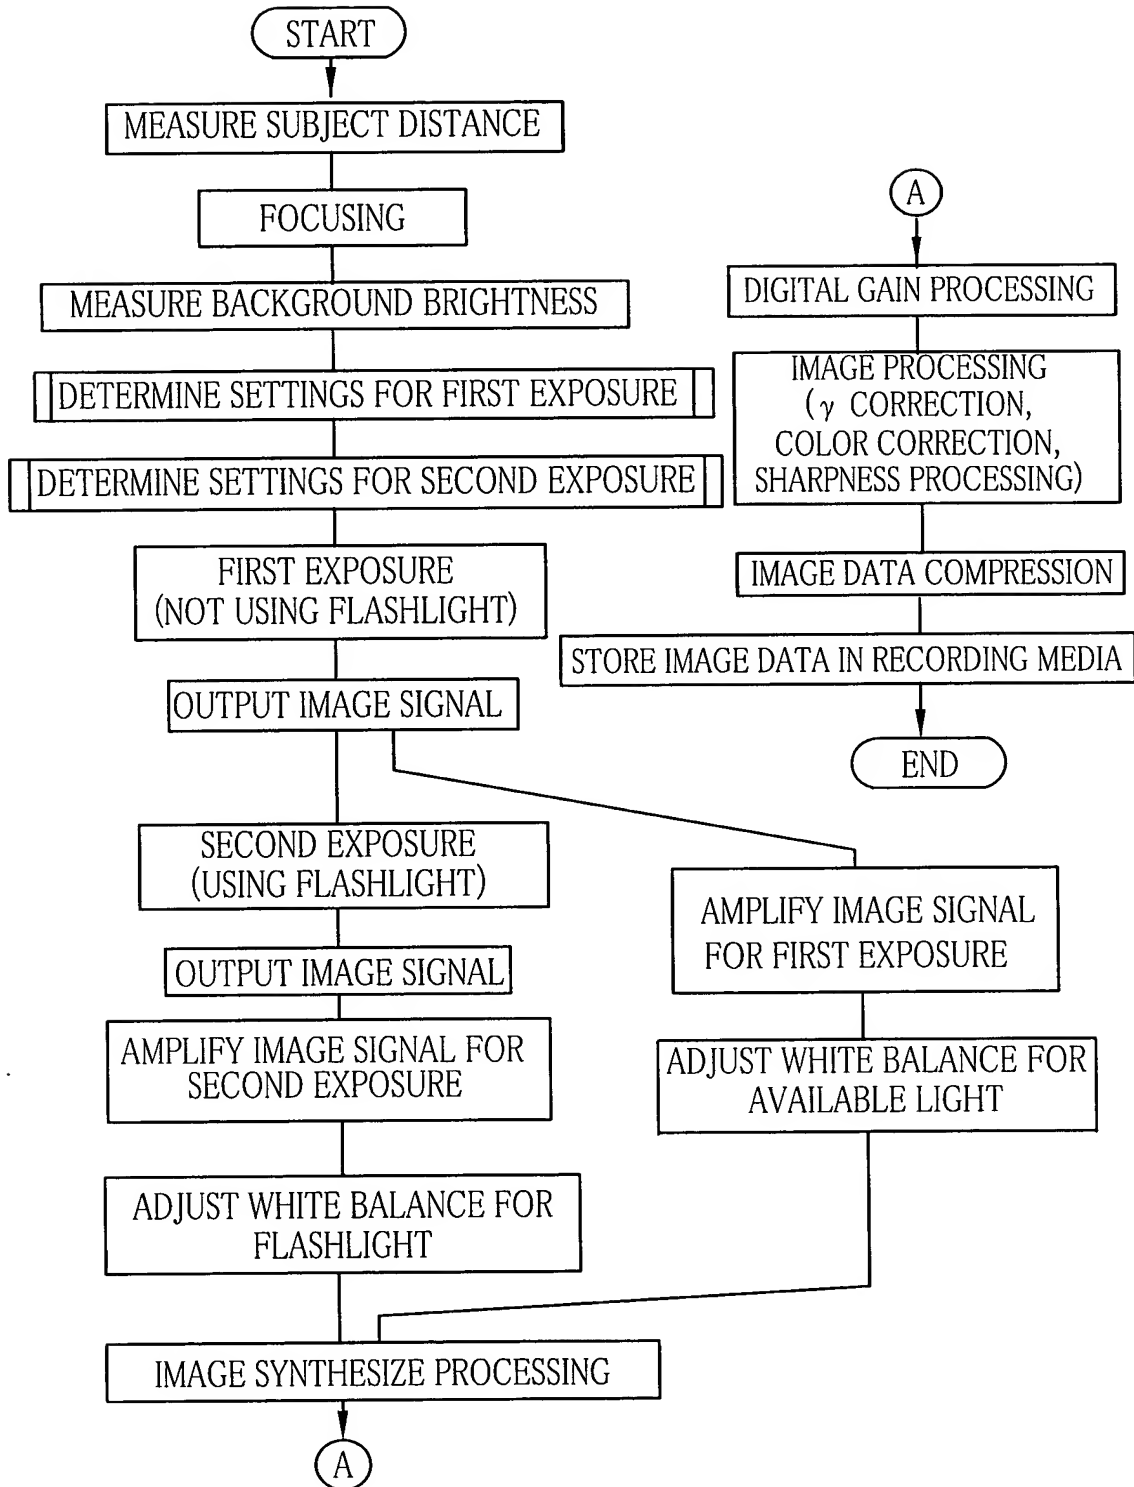 START
MEASURE SUBJECT DISTANCE
FOCUSING
MEASURE BACKGROUND BRIGHTNESS
DETERMINE SETTINGS FOR FIRST EXPOSURE
DETERMINE SETTINGS FOR SECOND EXPOSURE
FIRST EXPOSURE
(NOT USING FLASHLIGHT)
OUTPUT IMAGE SIGNAL
SECOND EXPOSURE
(USING FLASHLIGHT)
OUTPUT IMAGE SIGNAL
AMPLIFY IMAGE SIGNAL FOR
SECOND EXPOSURE
ADJUST WHITE BALANCE FOR
FLASHLIGHT
AMPLIFY IMAGE SIGNAL
FOR FIRST EXPOSURE
ADJUST WHITE BALANCE FOR
AVAILABLE LIGHT
IMAGE SYNTHESIZE PROCESSING
A
A
DIGITAL GAIN PROCESSING
IMAGE PROCESSING
(γ CORRECTION,
COLOR CORRECTION,
SHARPNESS PROCESSING)
IMAGE DATA COMPRESSION
STORE IMAGE DATA IN RECORDING MEDIA
END